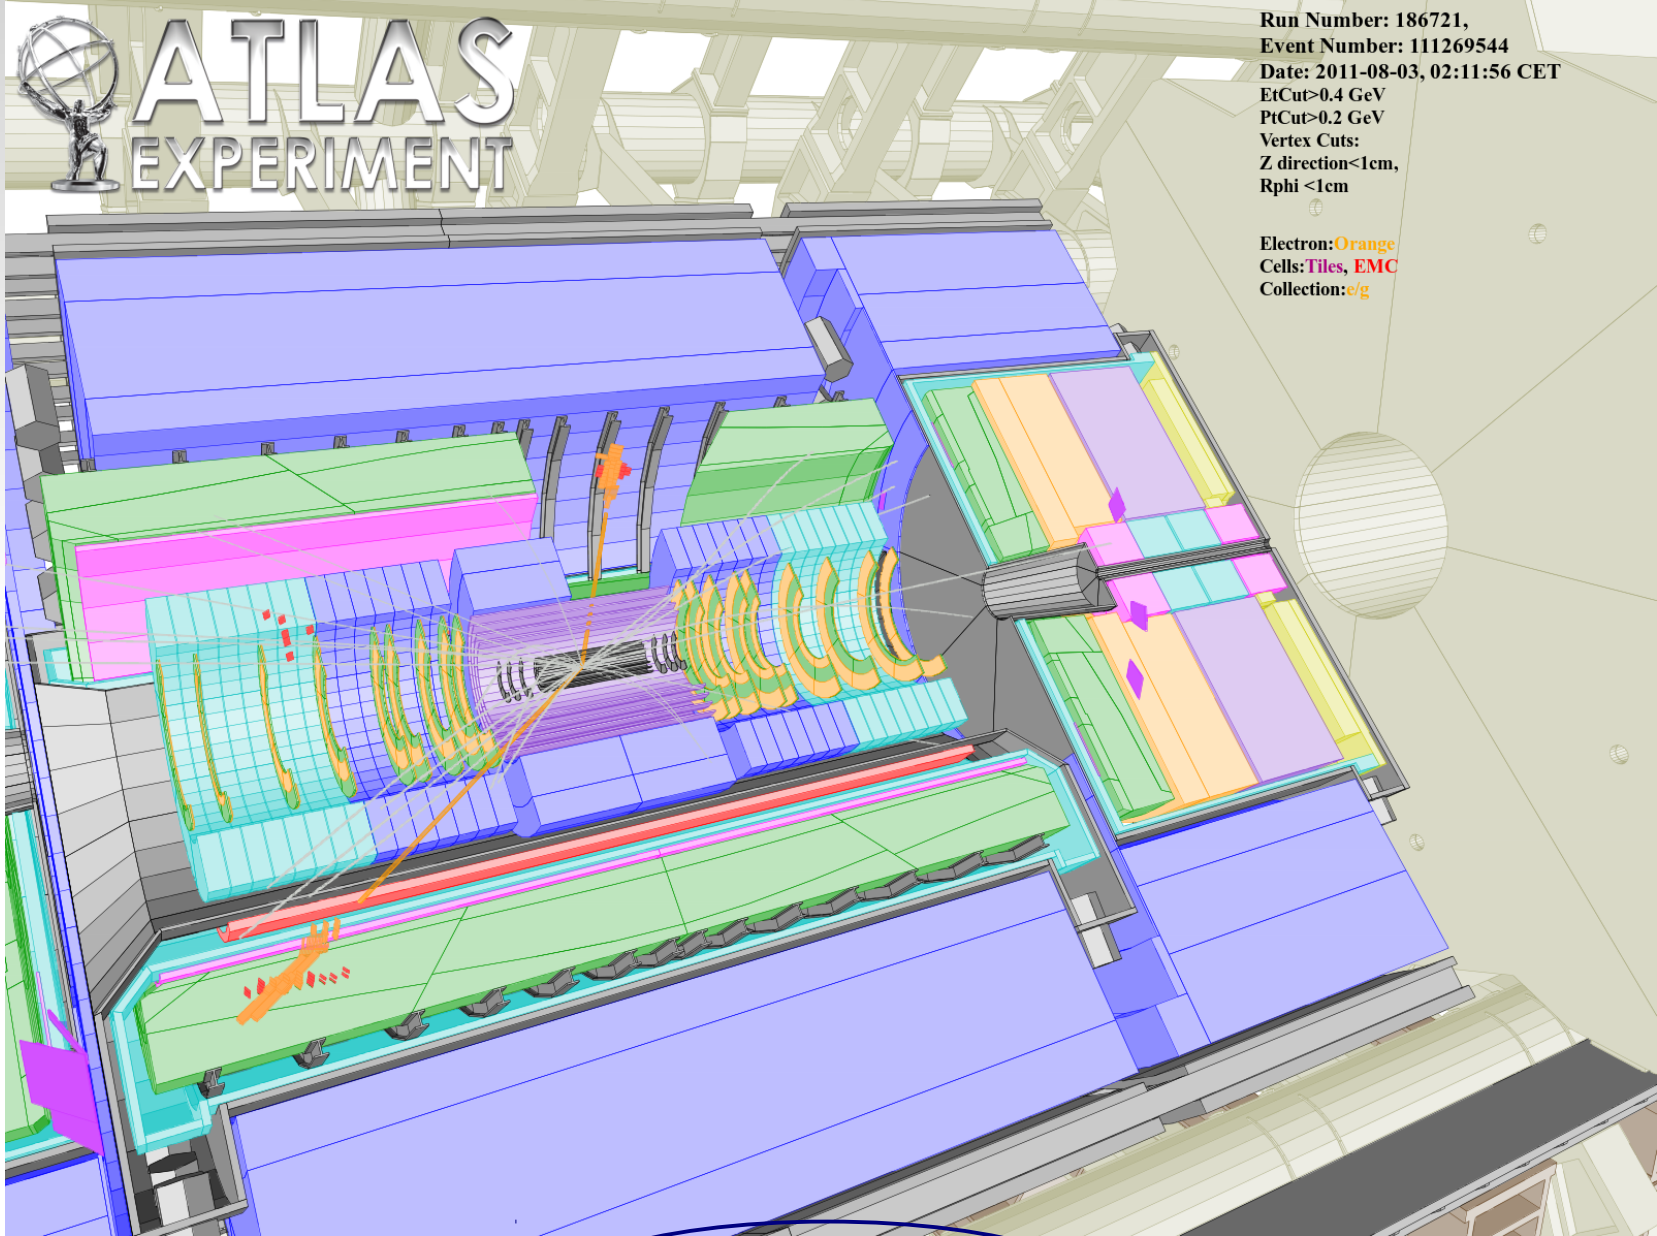 ATLAS
EXPERIMENT
Run Number: 186721,
Event Number: 111269544
Date: 2011-08-03, 02:11:56 CET
EtCut>0.4 GeV
PtCut>0.2 GeV
Vertex Cuts:
Z direction<1cm,
Rphi <1cm
Electron:Orange
Cells:Tiles, EMC
Collection:e/g